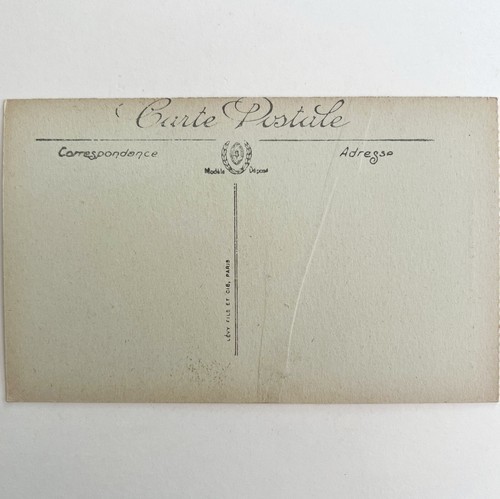 Carte Postale
Correspondance
Adresse
Modèle Déposé
LÉVY FILS ET CIE, PARIS